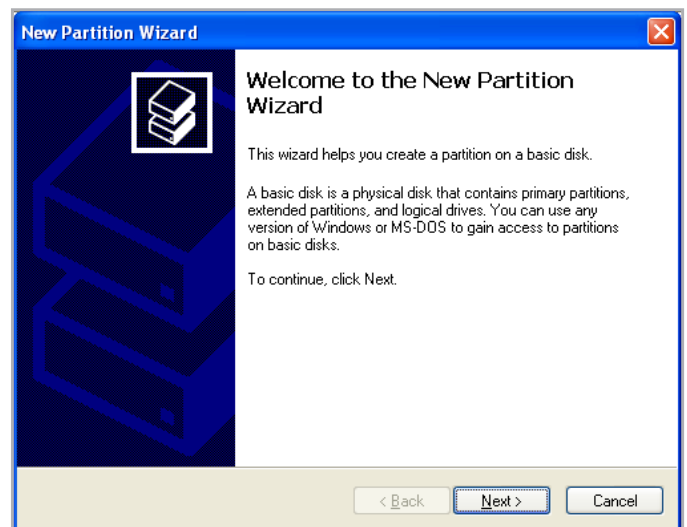 New Partition Wizard
Welcome to the New Partition
Wizard
This wizard helps you create a partition on a basic disk.
A basic disk is a physical disk that contains primary partitions,
extended partitions, and logical drives. You can use any
version of Windows or MS-DOS to gain access to partitions
on basic disks.
To continue, click Next.
< Back Next > Cancel